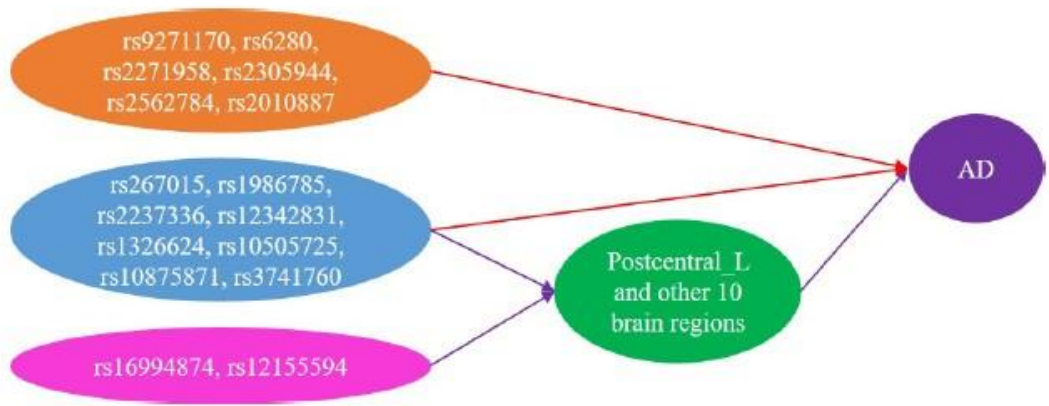 rs9271170, rs6280,
rs2271958, rs2305944,
rs2562784, rs2010887
rs267015, rs1986785,
rs2237336, rs12342831,
rs1326624, rs10505725,
rs10875871, rs3741760
rs16994874, rs12155594
Postcentral_L
and other 10
brain regions
AD